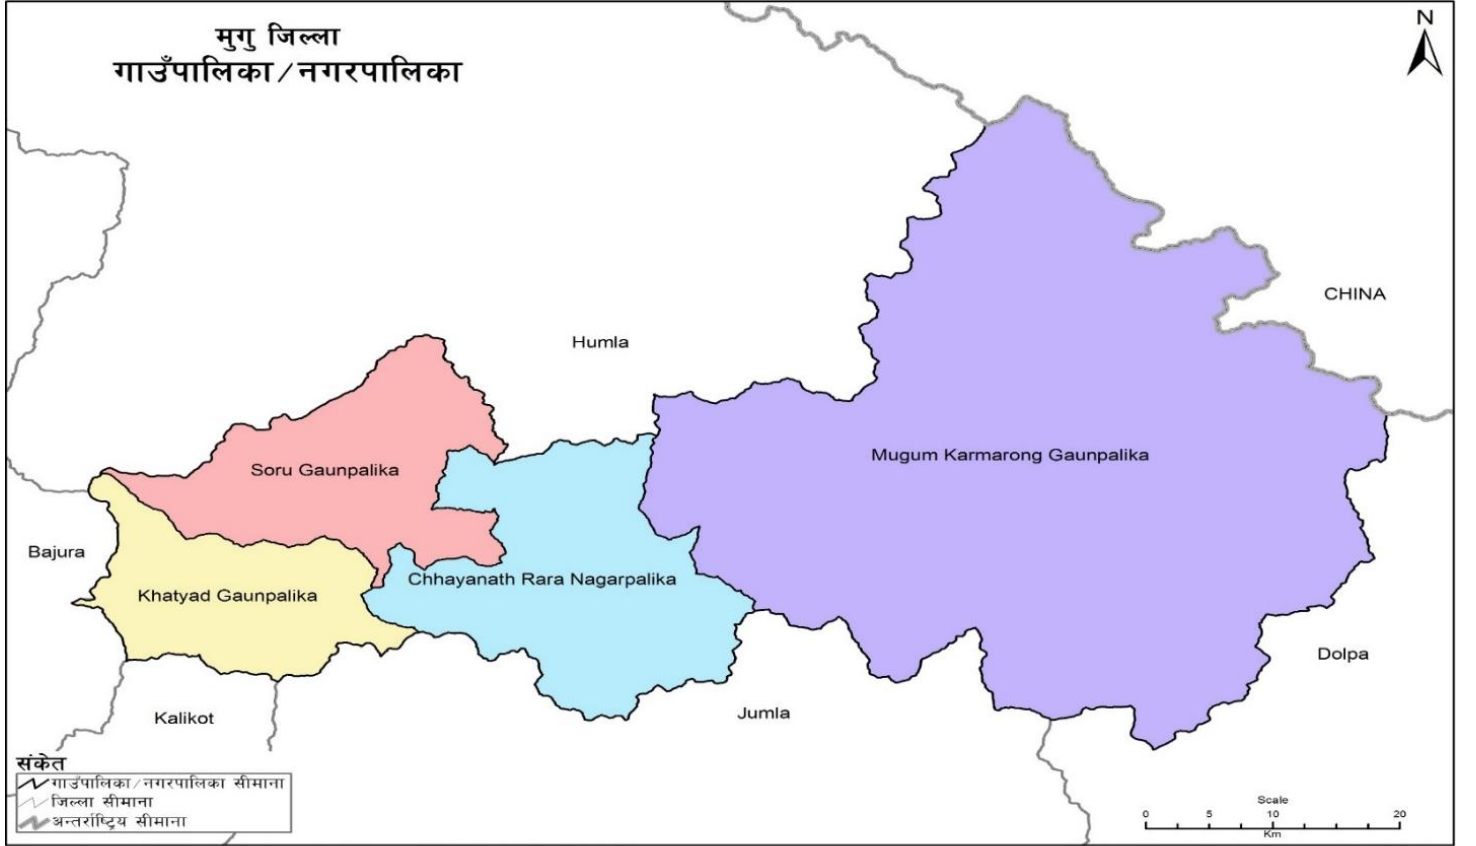 मुगु जिल्ला
गाउँपालिका/नगरपालिका
N
CHINA
Humla
Mugum Karmarong Gaunpalika
Soru Gaunpalika
Bajura
Chhayanath Rara Nagarpalika
Khatyad Gaunpalika
Dolpa
Kalikot
Jumla
संकेत
गाउँपालिका/नगरपालिका सीमाना
जिल्ला सीमाना
अन्तर्राष्ट्रिय सीमाना
Scale
0 5 10 20
Km